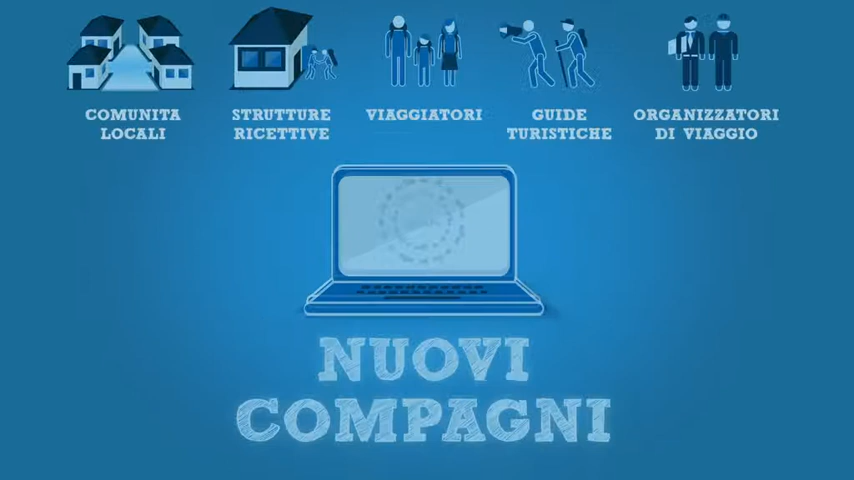 COMUNITA
LOCALI
STRUTTURE
RICETTIVE
VIAGGIATORI
GUIDE
TURISTICHE
ORGANIZZATORI
DI VIAGGIO
NUOVI
COMPAGNI